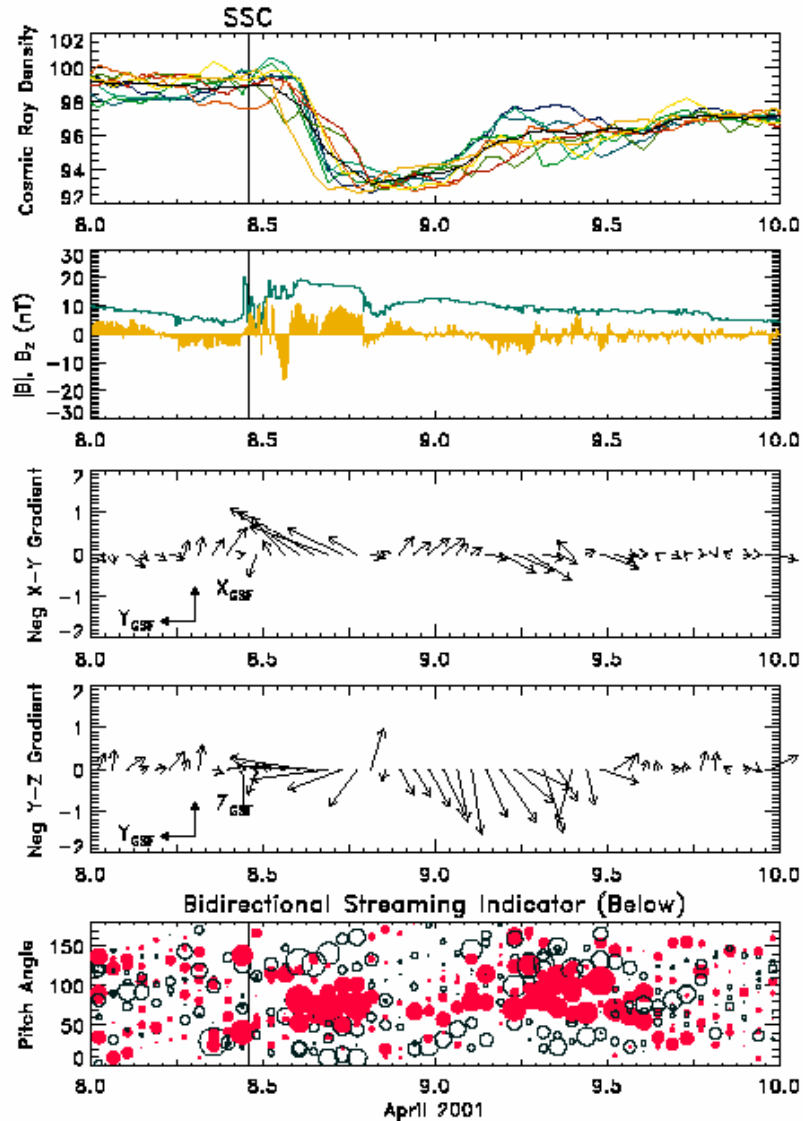 SSC
Cosmic Ray Density
102
100
98
96
94
92
8.0 8.5 9.0 9.5 10.0
|B|, Bz (nT)
30
20
10
0
−10
−20
−30
8.0 8.5 9.0 9.5 10.0
Neg X−Y Gradient
2
1
0
−1
−2
XGSE
YGSE
8.0 8.5 9.0 9.5 10.0
Neg Y−Z Gradient
2
1
0
−1
−2
ZGSE
YGSE
8.0 8.5 9.0 9.5 10.0
Bidirectional Streaming Indicator (Below)
Pitch Angle
150
100
50
0
8.0 8.5 9.0 9.5 10.0
April 2001